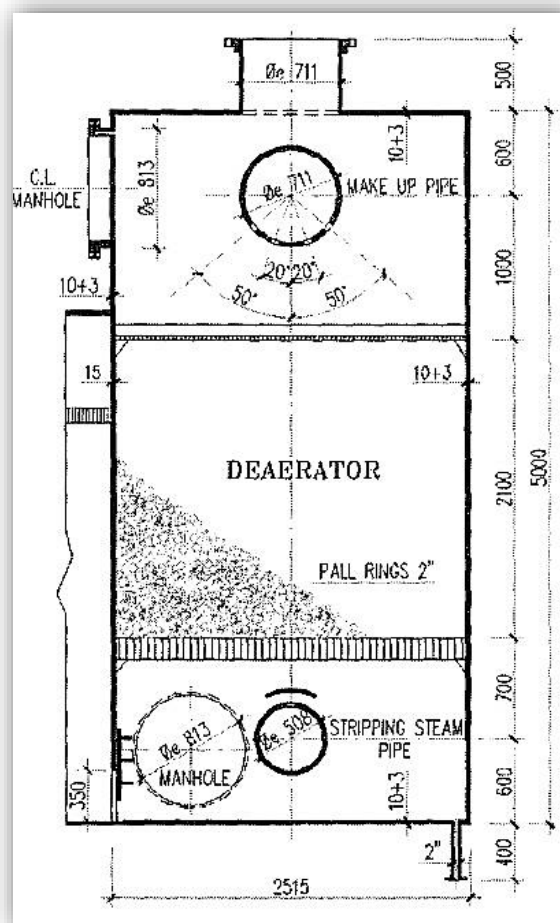 Øe 711
500
10+3
600
C.L.
MANHOLE
Øe 813
Øe 711
MAKE UP PIPE
20°20°
50°
50°
1000
10+3
15
10+3
5000
DEAERATOR
2100
PALL RINGS 2"
700
Øe 813
MANHOLE
Øe 508
STRIPPING STEAM
PIPE
350
10+3
600
2"
400
2515